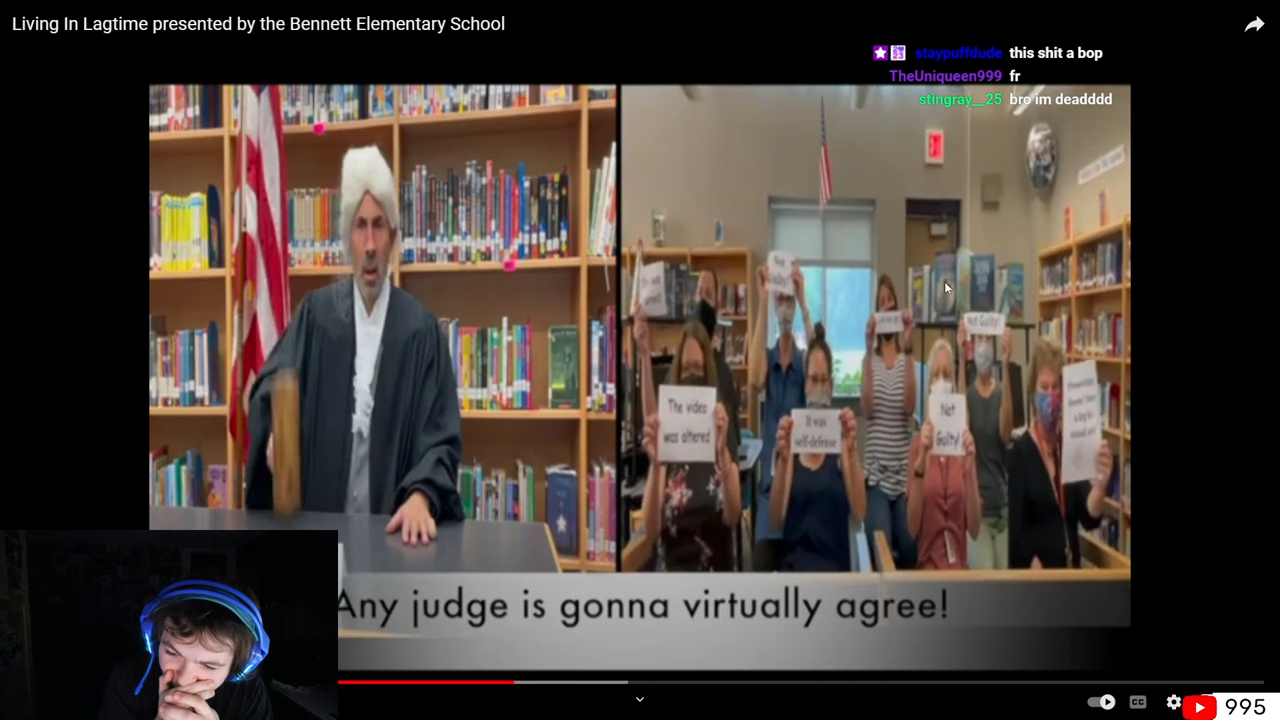 Living In Lagtime presented by the Bennett Elementary School
staypuffdude this shit a bop
TheUniqueen999 fr
stingray__25 bro im deadddd
Not Guilty!
The video
was altered
It was
self-defense
Not
Guilty!
Any judge is gonna virtually agree!
CC
995